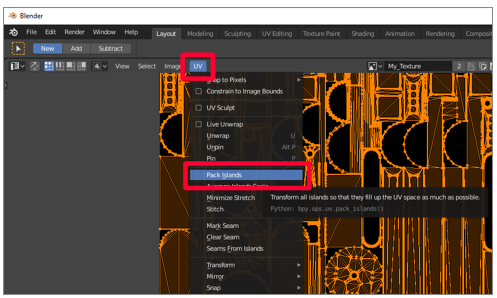 Blender
File Edit Render Window Help Layout Modeling Sculpting UV Editing Texture Paint Shading Animation Rendering Composit
New Add Subtract
View Select Image UV My_Texture 2
Snap to Pixels
Constrain to Image Bounds
UV Sculpt
Live Unwrap
Unwrap U
Unpin Alt P
Pin P
Pack Islands
Average Islands Scale
Minimize Stretch Transform all islands so that they fill up the UV space as much as possible.
Stitch Python: bpy.ops.uv.pack_islands()
Mark Seam
Clear Seam
Seams From Islands
Transform
Mirror
Snap